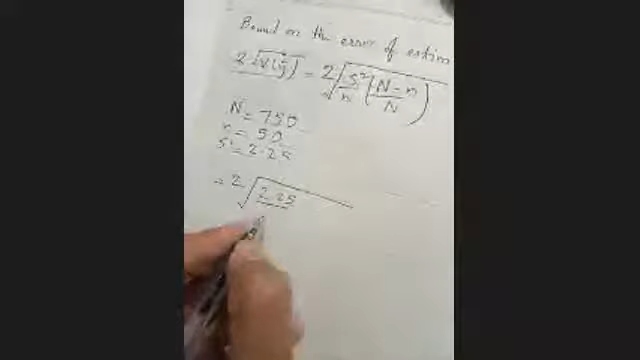 Bound on the error of estim
2√V̂(ȳ) = 2√(S²/n (N-n/N))
N = 750
n = 50
S² = 2.25
= 2√2.25